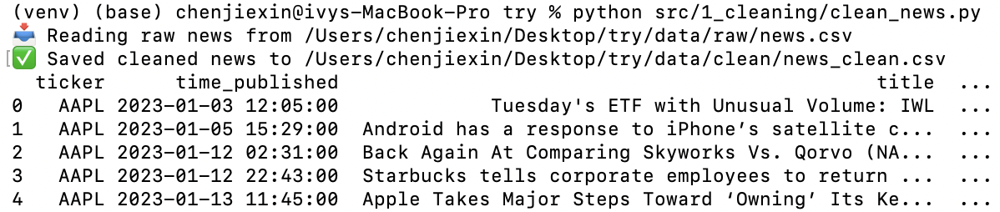 (venv) (base) chenjiexin@ivys-MacBook-Pro try % python src/1_cleaning/clean_news.py
📥 Reading raw news from /Users/chenjiexin/Desktop/try/data/raw/news.csv
[✅ Saved cleaned news to /Users/chenjiexin/Desktop/try/data/clean/news_clean.csv
ticker time_published title ...
0 AAPL 2023-01-03 12:05:00 Tuesday's ETF with Unusual Volume: IWL ...
1 AAPL 2023-01-05 15:29:00 Android has a response to iPhone’s satellite c... ...
2 AAPL 2023-01-12 02:31:00 Back Again At Comparing Skyworks Vs. Qorvo (NA... ...
3 AAPL 2023-01-12 22:43:00 Starbucks tells corporate employees to return ... ...
4 AAPL 2023-01-13 11:45:00 Apple Takes Major Steps Toward ‘Owning’ Its Ke... ...